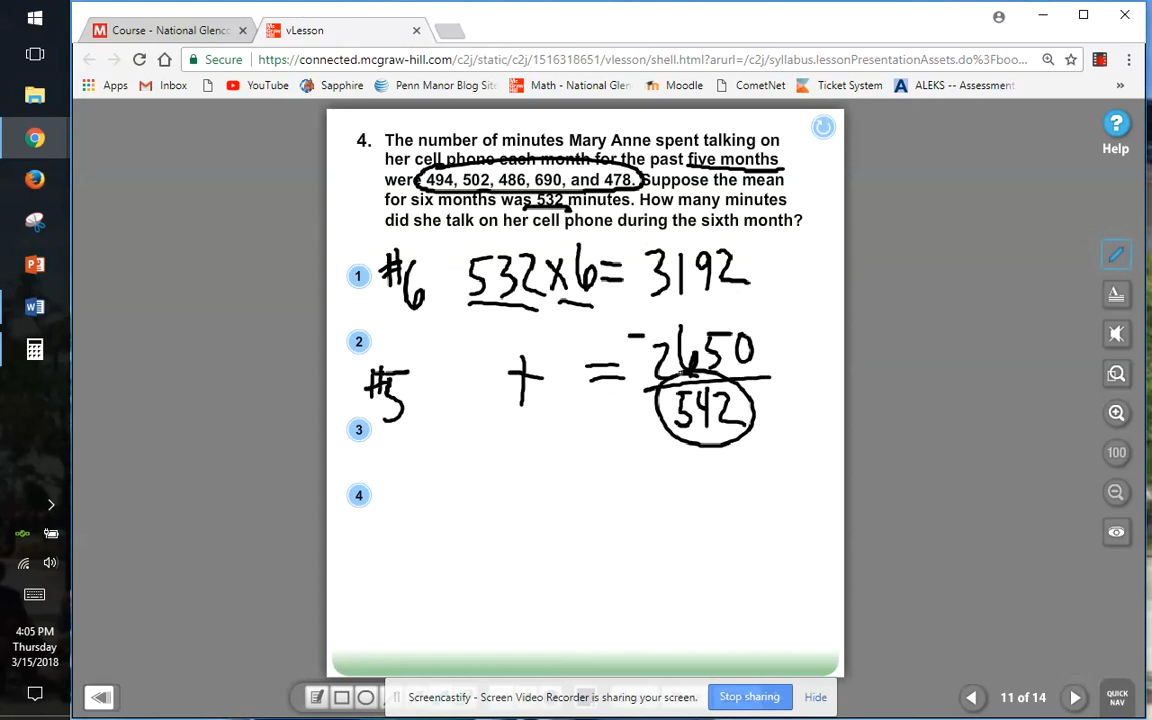 Course - National Glenc
vLesson
Secure
https://connected.mcgraw-hill.com/c2j/static/c2j/1516318651/vlesson/shell.html?arurl=/c2j/syllabus.lessonPresentationAssets.do%3Fboo...
Apps
Inbox
YouTube
Sapphire
Penn Manor Blog Site
Math - National Glen
Moodle
CometNet
Ticket System
ALEKS -- Assessment
»
4. The number of minutes Mary Anne spent talking on
her cell phone each month for the past five months
were 494, 502, 486, 690, and 478. Suppose the mean
for six months was 532 minutes. How many minutes
did she talk on her cell phone during the sixth month?
Help
1 #6 532 x 6 = 3192
2 - 2650
#5 + =
542
3
4
100
4:05 PM
Thursday
3/15/2018
Screencastify - Screen Video Recorder is sharing your screen.
Stop sharing
Hide
11 of 14
QUICK
NAV